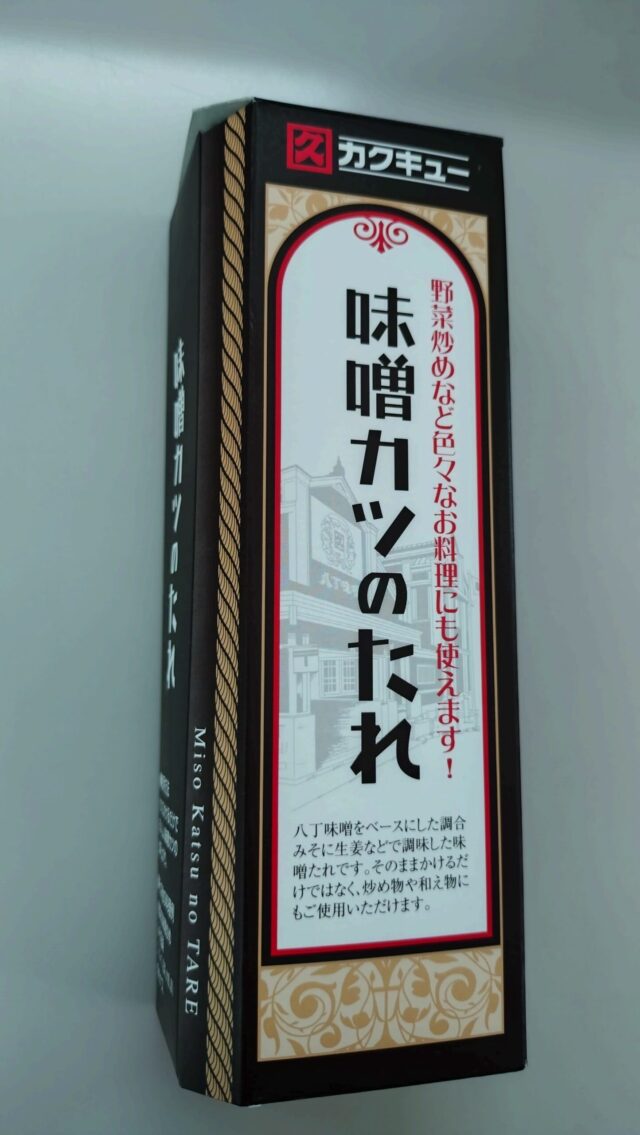 久 カクキュー
野菜炒めなど色々なお料理にも使えます!
味噌カツのたれ
八丁味噌をベースにした調合
みそに生姜などで調味した味
噌たれです。そのままかけるだ
けではなく、炒め物や和え物に
もご使用いただけます。
味噌カツのたれ
Miso Katsu no TARE